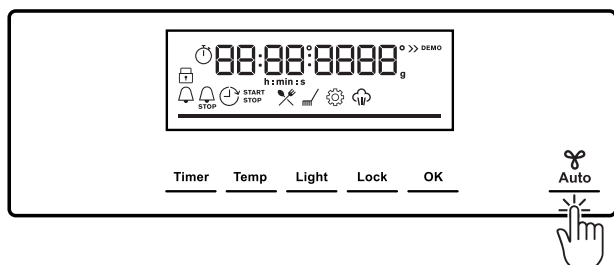 88:88°8888° >> DEMO
g
h:min:s
START
STOP
STOP
Timer Temp Light Lock OK Auto